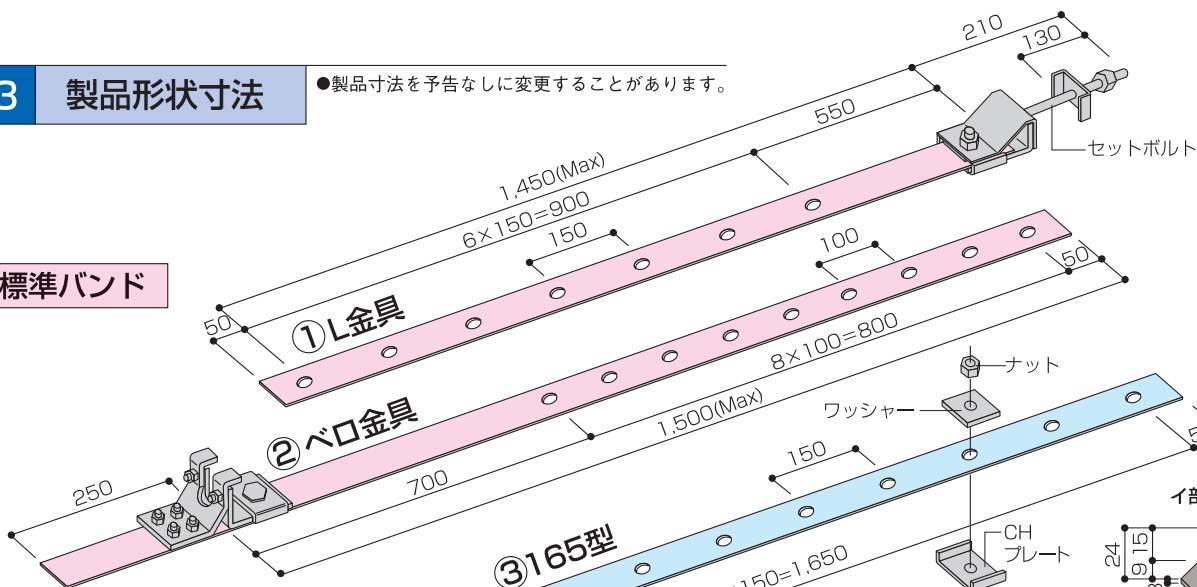 3 製品形状寸法
●製品寸法を予告なしに変更することがあります。
210
130
550
セットボルト
1,450(Max)
6×150=900
150
100
標準バンド
50
①L金具
50
8×100=800
ナット
②ベロ金具
1,500(Max)
ワッシャー
250
700
150
イ部
③165型
CH
プレート
×150=1,650
24
15
9